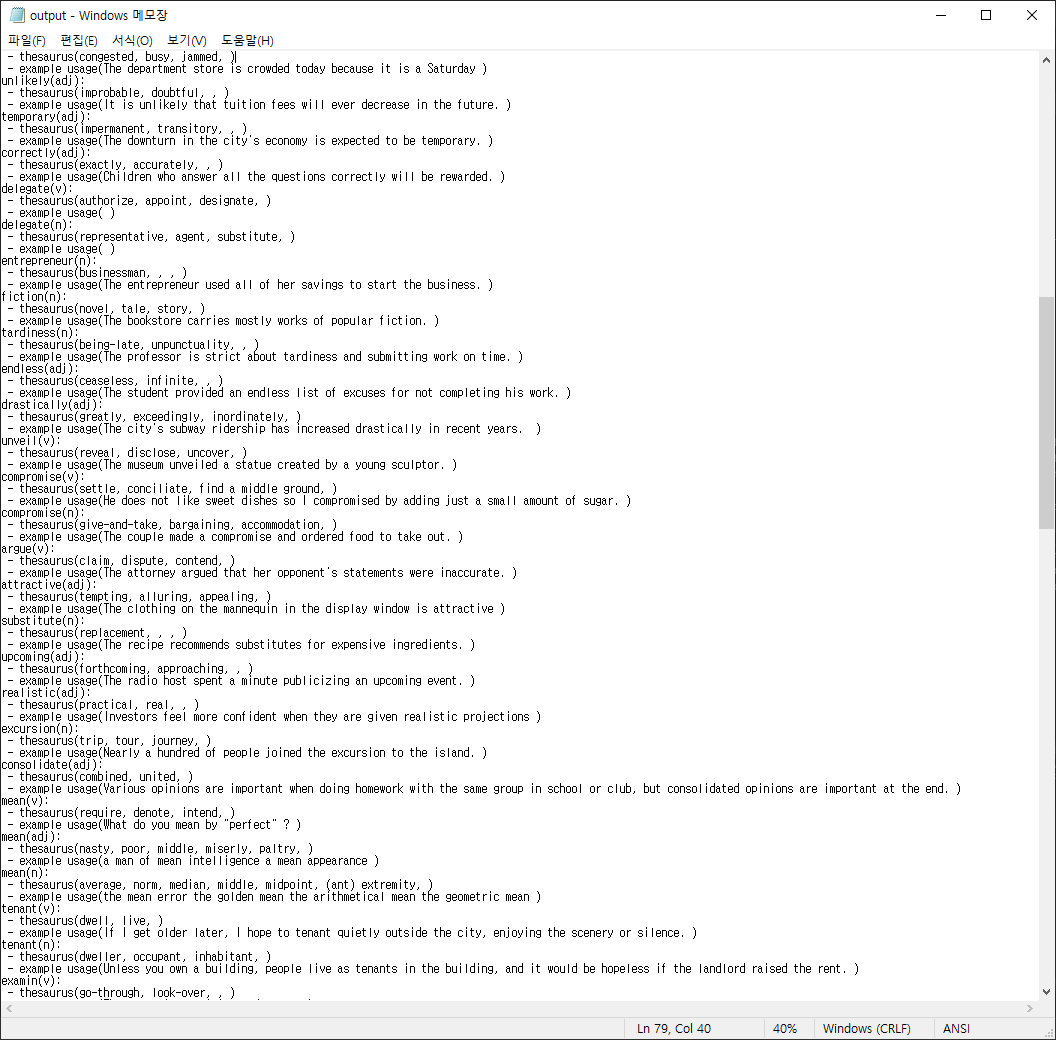 output - Windows 메모장
파일(F) 편집(E) 서식(O) 보기(V) 도움말(H)
- thesaurus(congested, busy, jammed, )
- example usage(The department store is crowded today because it is a Saturday )
unlikely(adj):
- thesaurus(improbable, doubtful, , )
- example usage(It is unlikely that tuition fees will ever decrease in the future. )
temporary(adj):
- thesaurus(impermanent, transitory, , )
- example usage(The downturn in the city's economy is expected to be temporary. )
correctly(adj):
- thesaurus(exactly, accurately, , )
- example usage(Children who answer all the questions correctly will be rewarded. )
delegate(v):
- thesaurus(authorize, appoint, designate, )
- example usage( )
delegate(n):
- thesaurus(representative, agent, substitute, )
- example usage( )
entrepreneur(n):
- thesaurus(businessman, , , )
- example usage(The entrepreneur used all of her savings to start the business. )
fiction(n):
- thesaurus(novel, tale, story, )
- example usage(The bookstore carries mostly works of popular fiction. )
tardiness(n):
- thesaurus(being-late, unpunctuality, , )
- example usage(The professor is strict about tardiness and submitting work on time. )
endless(adj):
- thesaurus(ceaseless, infinite, , )
- example usage(The student provided an endless list of excuses for not completing his work. )
drastically(adj):
- thesaurus(greatly, exceedingly, inordinately, )
- example usage(The city's subway ridership has increased drastically in recent years.  )
unveil(v):
- thesaurus(reveal, disclose, uncover, )
- example usage(The museum unveiled a statue created by a young sculptor. )
compromise(v):
- thesaurus(settle, conciliate, find a middle ground, )
- example usage(He does not like sweet dishes so I compromised by adding just a small amount of sugar. )
compromise(n):
- thesaurus(give-and-take, bargaining, accommodation, )
- example usage(The couple made a compromise and ordered food to take out. )
argue(v):
- thesaurus(claim, dispute, contend, )
- example usage(The attorney argued that her opponent's statements were inaccurate. )
attractive(adj):
- thesaurus(tempting, alluring, appealing, )
- example usage(The clothing on the mannequin in the display window is attractive )
substitute(n):
- thesaurus(replacement, , , )
- example usage(The recipe recommends substitutes for expensive ingredients. )
upcoming(adj):
- thesaurus(forthcoming, approaching, , )
- example usage(The radio host spent a minute publicizing an upcoming event. )
realistic(adj):
- thesaurus(practical, real, , )
- example usage(Investors feel more confident when they are given realistic projections )
excursion(n):
- thesaurus(trip, tour, journey, )
- example usage(Nearly a hundred of people joined the excursion to the island. )
consolidate(adj):
- thesaurus(combined, united, )
- example usage(Various opinions are important when doing homework with the same group in school or club, but consolidated opinions are important at the end. )
mean(v):
- thesaurus(require, denote, intend, )
- example usage(What do you mean by "perfect" ? )
mean(adj):
- thesaurus(nasty, poor, middle, miserly, paltry, )
- example usage(a man of mean intelligence a mean appearance )
mean(n):
- thesaurus(average, norm, median, middle, midpoint, (ant) extremity, )
- example usage(the mean error the golden mean the arithmetical mean the geometric mean )
tenant(v):
- thesaurus(dwell, live, )
- example usage(If I get older later, I hope to tenant quietly outside the city, enjoying the scenery or silence. )
tenant(n):
- thesaurus(dweller, occupant, inhabitant, )
- example usage(Unless you own a building, people live as tenants in the building, and it would be hopeless if the landlord raised the rent. )
examin(v):
- thesaurus(go-through, look-over, , )
Ln 79, Col 40 40% Windows (CRLF) ANSI